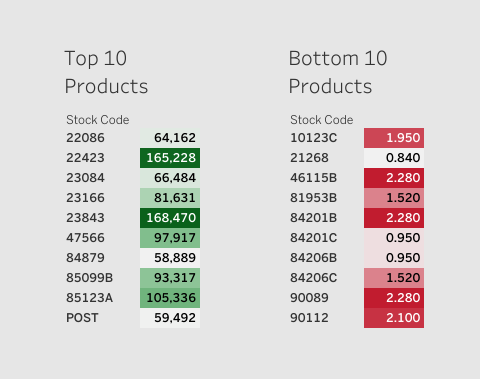 Top 10
Products
Stock Code
22086 64,162
22423 165,228
23084 66,484
23166 81,631
23843 168,470
47566 97,917
84879 58,889
85099B 93,317
85123A 105,336
POST 59,492
Bottom 10
Products
Stock Code
10123C 1.950
21268 0.840
46115B 2.280
81953B 1.520
84201B 2.280
84201C 0.950
84206B 0.950
84206C 1.520
90089 2.280
90112 2.100